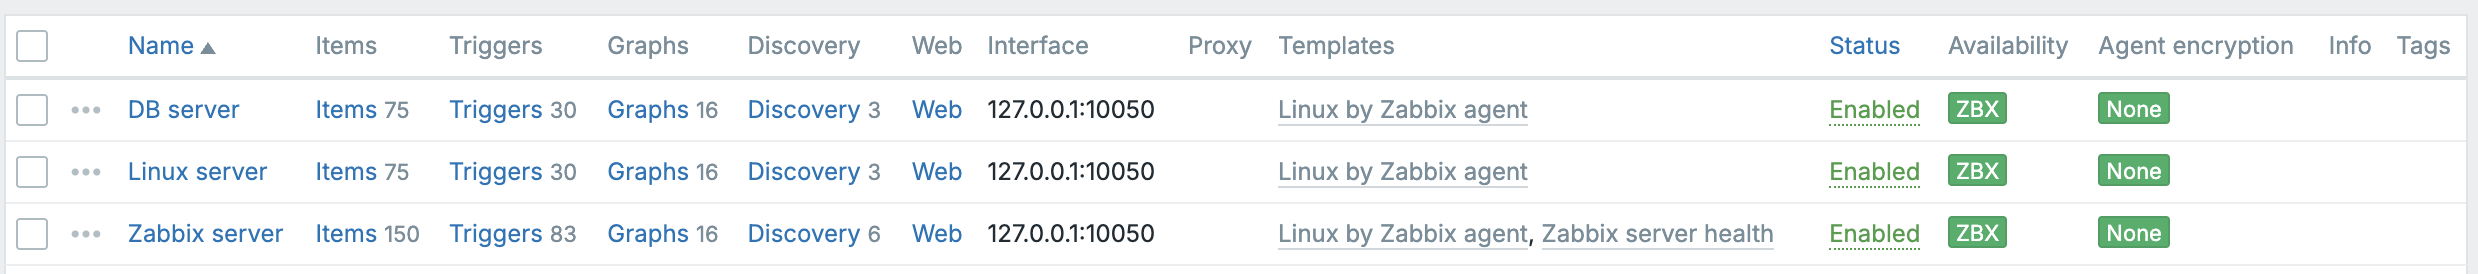 Name ▲ Items Triggers Graphs Discovery Web Interface Proxy Templates Status Availability Agent encryption Info Tags
DB server Items 75 Triggers 30 Graphs 16 Discovery 3 Web 127.0.0.1:10050 Linux by Zabbix agent Enabled ZBX None
Linux server Items 75 Triggers 30 Graphs 16 Discovery 3 Web 127.0.0.1:10050 Linux by Zabbix agent Enabled ZBX None
Zabbix server Items 150 Triggers 83 Graphs 16 Discovery 6 Web 127.0.0.1:10050 Linux by Zabbix agent, Zabbix server health Enabled ZBX None